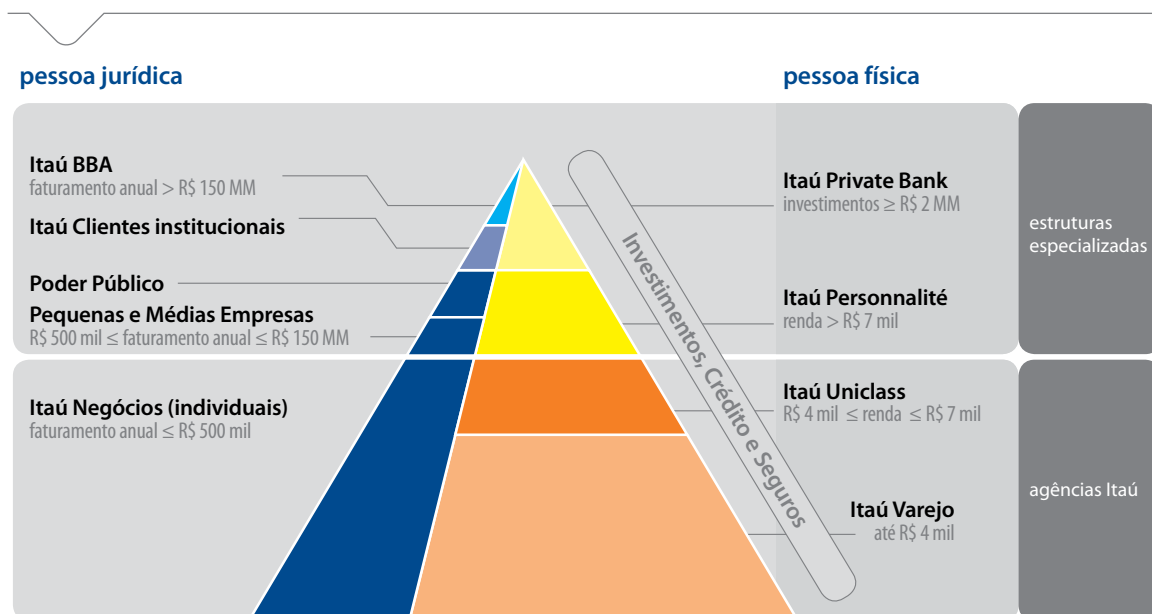 pessoa jurídica
pessoa física
Itaú BBA
faturamento anual > R$ 150 MM
Itaú Clientes institucionais
Poder Público
Pequenas e Médias Empresas
R$ 500 mil ≤ faturamento anual ≤ R$ 150 MM
Itaú Negócios (individuais)
faturamento anual ≤ R$ 500 mil
Investimentos, Crédito e Seguros
Itaú Private Bank
investimentos ≥ R$ 2 MM
Itaú Personnalité
renda > R$ 7 mil
Itaú Uniclass
R$ 4 mil ≤ renda ≤ R$ 7 mil
Itaú Varejo
até R$ 4 mil
estruturas
especializadas
agências Itaú